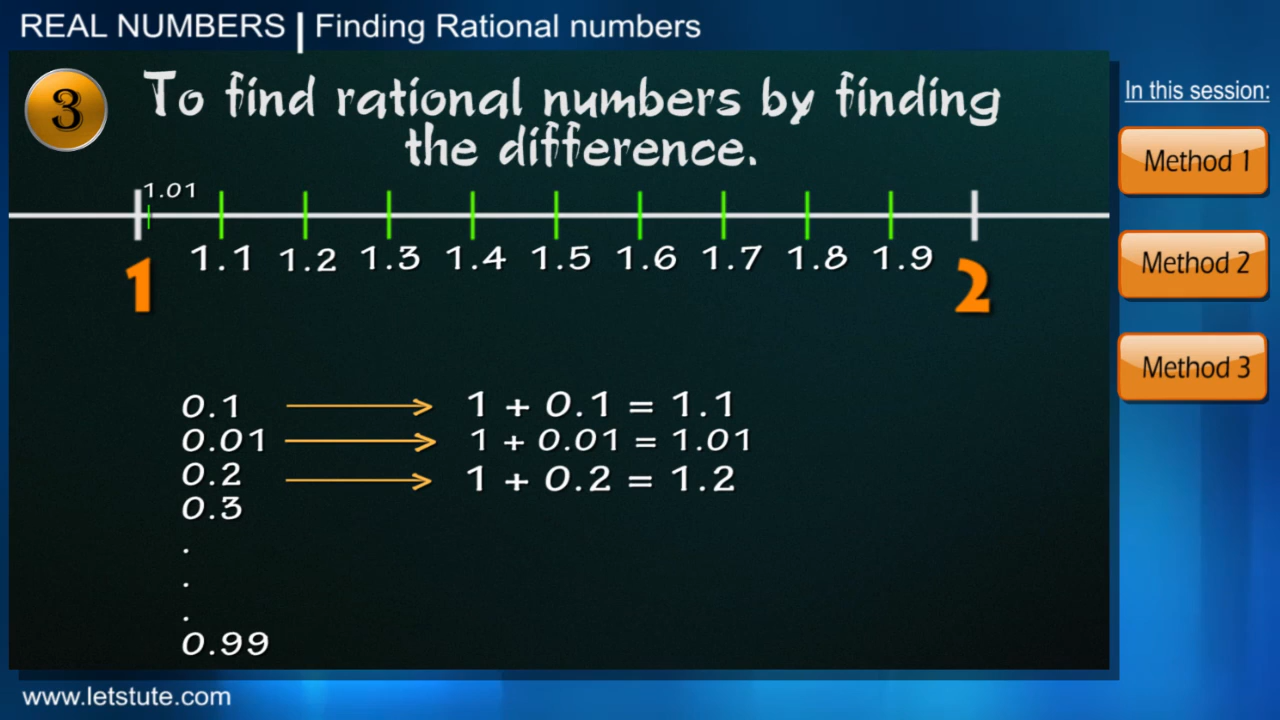 REAL NUMBERS | Finding Rational numbers
3
To find rational numbers by finding
the difference.
In this session:
Method 1
Method 2
Method 3
1.01
1.1 1.2 1.3 1.4 1.5 1.6 1.7 1.8 1.9
1 2
0.1 → 1 + 0.1 = 1.1
0.01 → 1 + 0.01 = 1.01
0.2 → 1 + 0.2 = 1.2
0.3
.
.
.
0.99
www.letstute.com